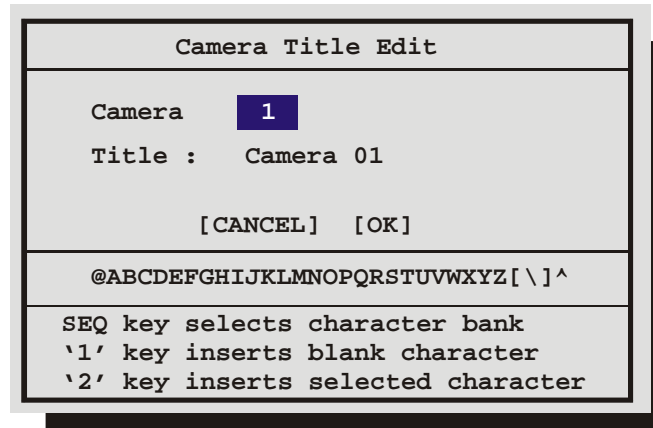 Camera Title Edit
Camera 1
Title : Camera 01
[CANCEL] [OK]
@ABCDEFGHIJKLMNOPQRSTUVWXYZ[\]^
SEQ key selects character bank
‘1’ key inserts blank character
‘2’ key inserts selected character